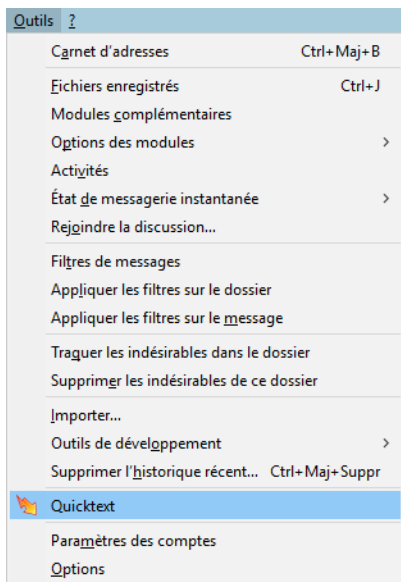 Outils ?
Carnet d'adresses Ctrl+Maj+B
Fichiers enregistrés Ctrl+J
Modules complémentaires
Options des modules
Activités
État de messagerie instantanée
Rejoindre la discussion...
Filtres de messages
Appliquer les filtres sur le dossier
Appliquer les filtres sur le message
Traquer les indésirables dans le dossier
Supprimer les indésirables de ce dossier
Importer...
Outils de développement
Supprimer l'historique récent... Ctrl+Maj+Suppr
Quicktext
Paramètres des comptes
Options